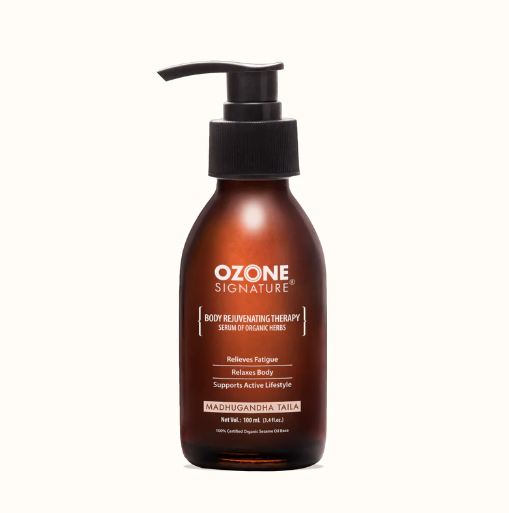 OZONE
SIGNATURE®
{BODY REJUVENATING THERAPY
SERUM OF ORGANIC HERBS}
Relieves Fatigue
Relaxes Body
Supports Active Lifestyle
MADHUGANDHA TAILA
Net Vol.: 100 mL (3.4 fl.oz.)
100% Certified Organic Sesame Oil Base